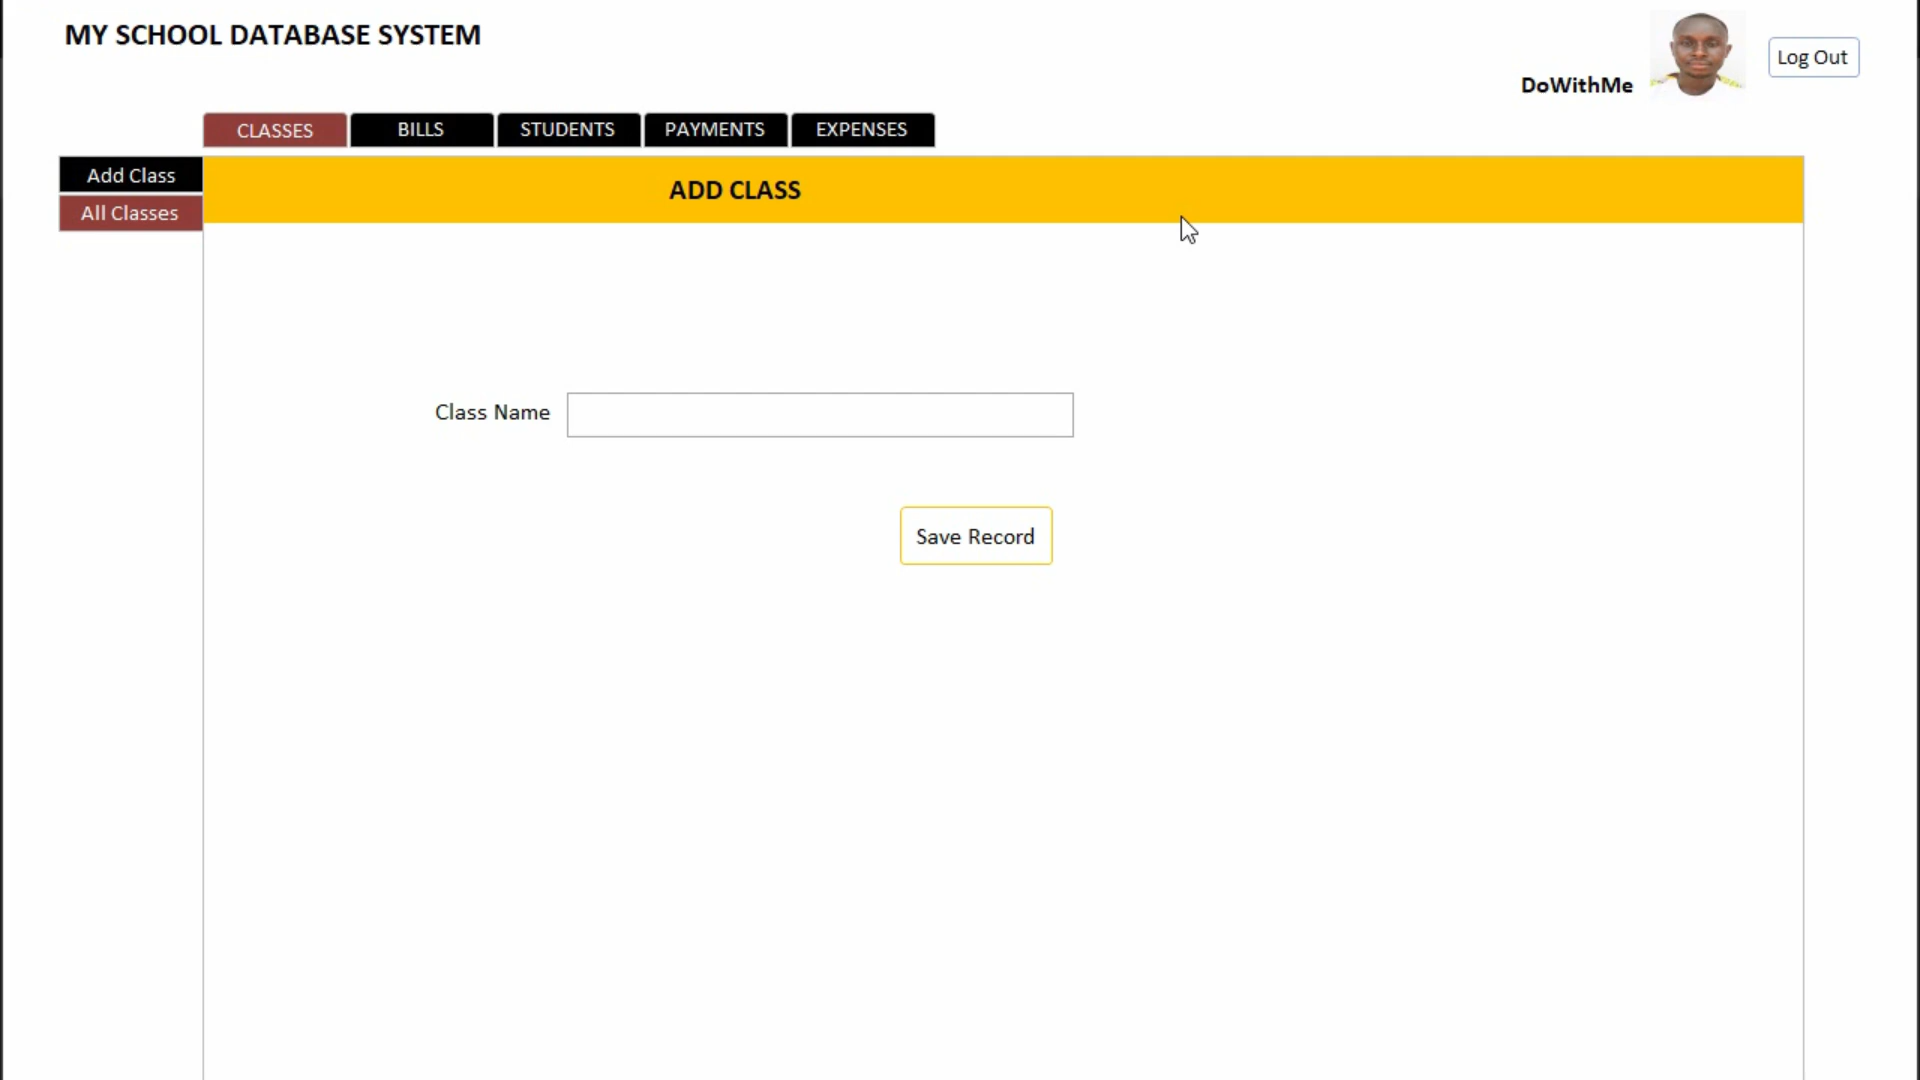 MY SCHOOL DATABASE SYSTEM
DoWithMe
Log Out
CLASSES
BILLS
STUDENTS
PAYMENTS
EXPENSES
Add Class
All Classes
ADD CLASS
Class Name
Save Record